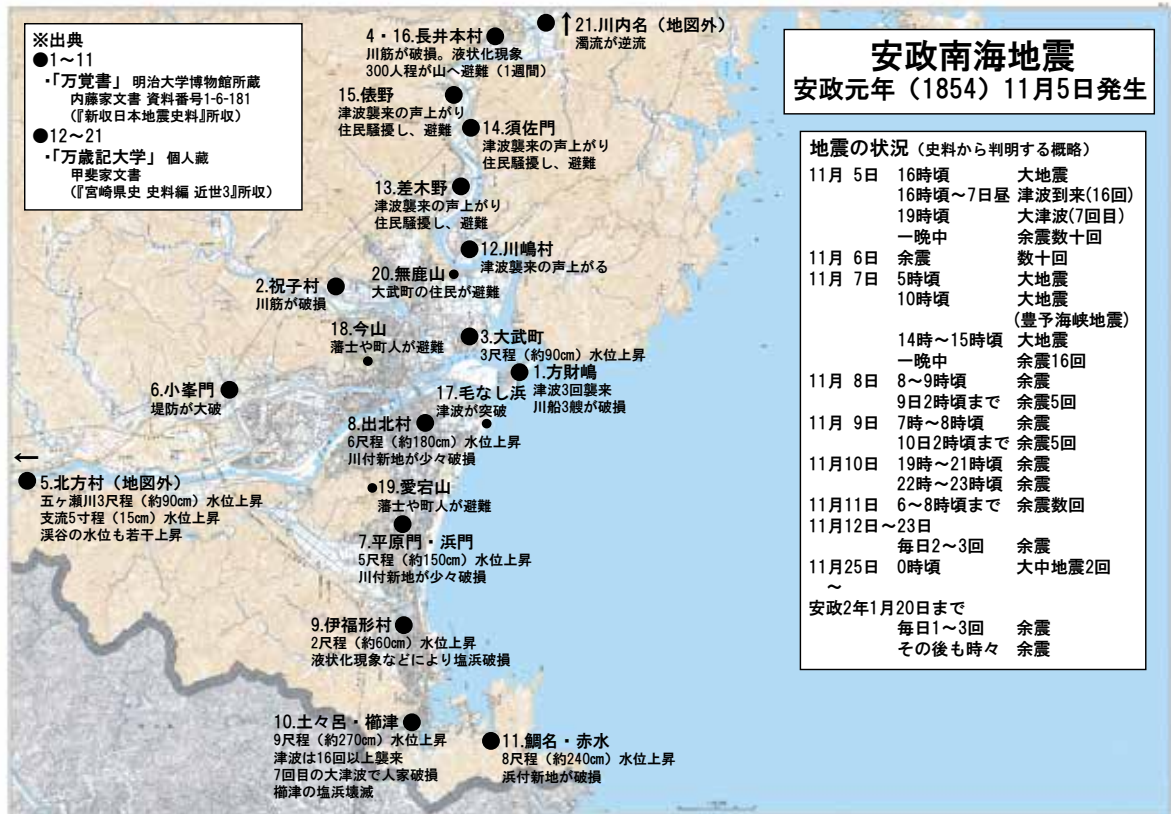 ※出典
●1～11
・「万覚書」 明治大学博物館所蔵
内藤家文書 資料番号1-6-181
（『新収日本地震史料』所収）
●12～21
・「万歳記大学」 個人蔵
甲斐家文書
（『宮崎県史 史料編 近世3』所収）
安政南海地震
安政元年（1854）11月5日発生
21.川内名（地図外）
濁流が逆流
4・16.長井本村
川筋が破損。液状化現象
300人程が山へ避難（1週間）
15.俵野
津波襲来の声上がり
住民騒擾し、避難
14.須佐門
津波襲来の声上がり
住民騒擾し、避難
13.差木野
津波襲来の声上がり
住民騒擾し、避難
12.川嶋村
津波襲来の声上がる
20.無鹿山
大武町の住民が避難
2.祝子村
川筋が破損
18.今山
藩士や町人が避難
3.大武町
3尺程（約90㎝）水位上昇
1.方財嶋
津波3回襲来
川船3艘が破損
17.毛なし浜
津波が突破
6.小峯門
堤防が大破
8.出北村
6尺程（約180㎝）水位上昇
川付新地が少々破損
←
5.北方村（地図外）
五ヶ瀬川3尺程（約90㎝）水位上昇
支流5寸程（15㎝）水位上昇
渓谷の水位も若干上昇
19.愛宕山
藩士や町人が避難
7.平原門・浜門
5尺程（約150㎝）水位上昇
川付新地が少々破損
9.伊福形村
2尺程（約60㎝）水位上昇
液状化現象などにより塩浜破損
10.土々呂・櫛津
9尺程（約270㎝）水位上昇
津波は16回以上襲来
7回目の大津波で人家破損
櫛津の塩浜壊滅
11.鯛名・赤水
8尺程（約240㎝）水位上昇
浜付新地が破損
地震の状況（史料から判明する概略）
11月 5日 16時頃 大地震
16時頃～7日昼 津波到来(16回)
19時頃 大津波(7回目)
一晩中 余震数十回
11月 6日 余震 数十回
11月 7日 5時頃 大地震
10時頃 大地震
(豊予海峡地震)
14時～15時頃 大地震
一晩中 余震16回
11月 8日 8～9時頃 余震
9日2時頃まで 余震5回
11月 9日 7時～8時頃 余震
10日2時頃まで 余震5回
11月10日 19時～21時頃 余震
22時～23時頃 余震
11月11日 6～8時頃まで 余震数回
11月12日～23日
毎日2～3回 余震
11月25日 0時頃 大中地震2回
～
安政2年1月20日まで
毎日1～3回 余震
その後も時々 余震